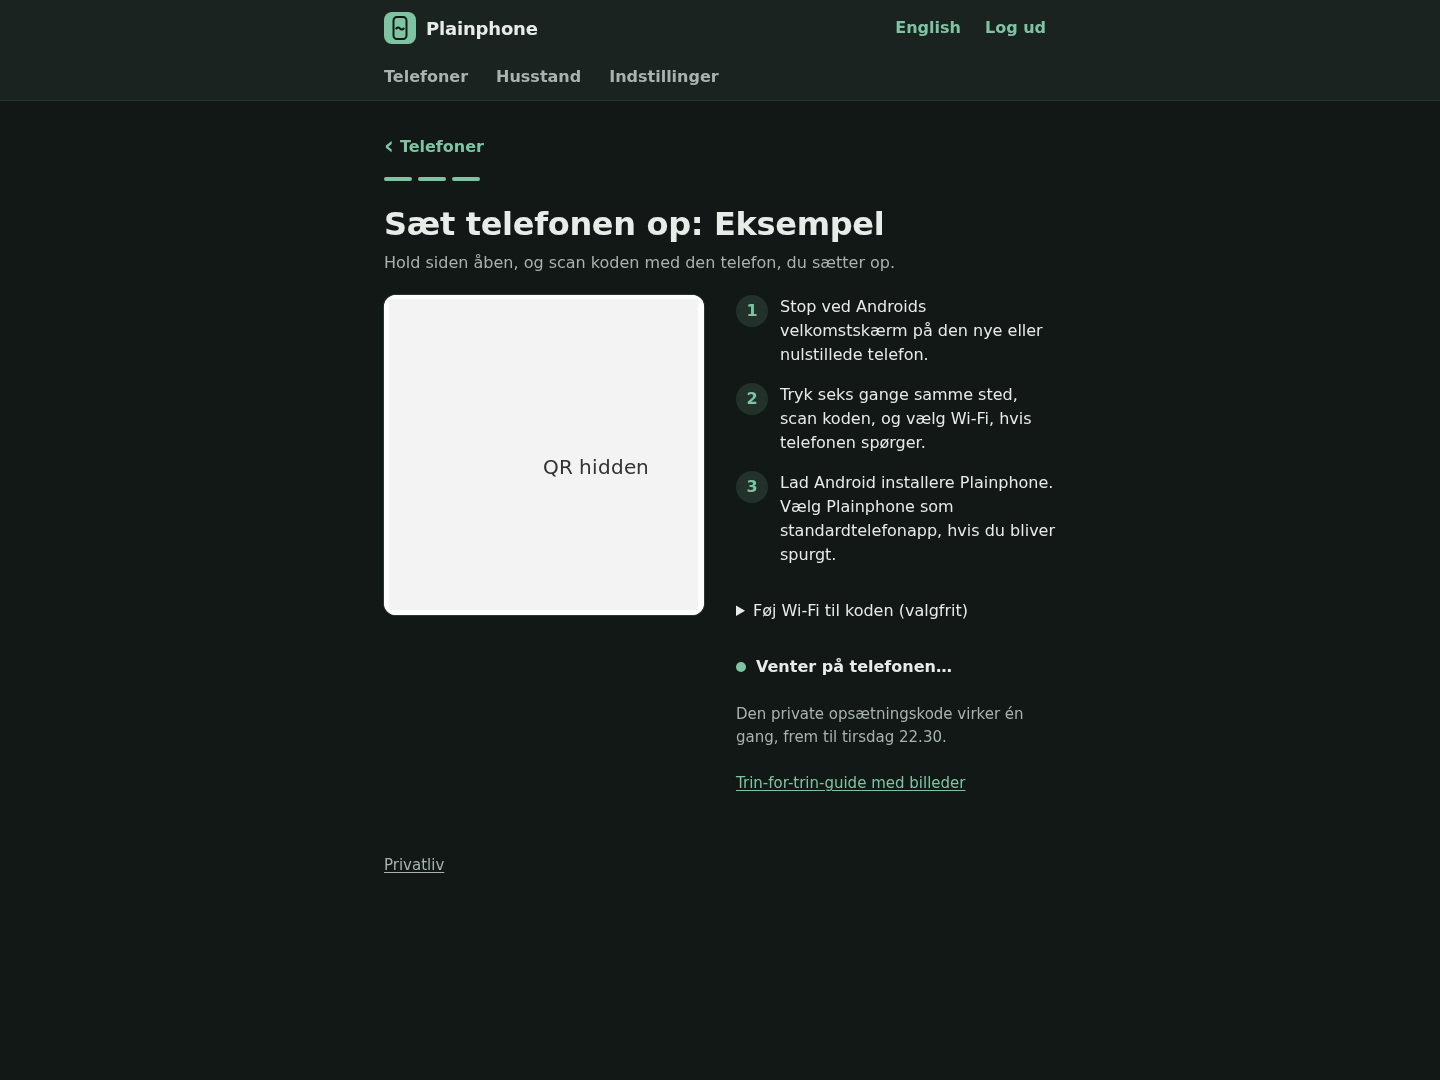 Plainphone
English
Log ud
Telefoner
Husstand
Indstillinger
‹ Telefoner
Sæt telefonen op: Eksempel
Hold siden åben, og scan koden med den telefon, du sætter op.
QR hidden
1
Stop ved Androids
velkomstskærm på den nye eller
nulstillede telefon.
2
Tryk seks gange samme sted,
scan koden, og vælg Wi-Fi, hvis
telefonen spørger.
3
Lad Android installere Plainphone.
Vælg Plainphone som
standardtelefonapp, hvis du bliver
spurgt.
Føj Wi-Fi til koden (valgfrit)
Venter på telefonen…
Den private opsætningskode virker én
gang, frem til tirsdag 22.30.
Trin-for-trin-guide med billeder
Privatliv